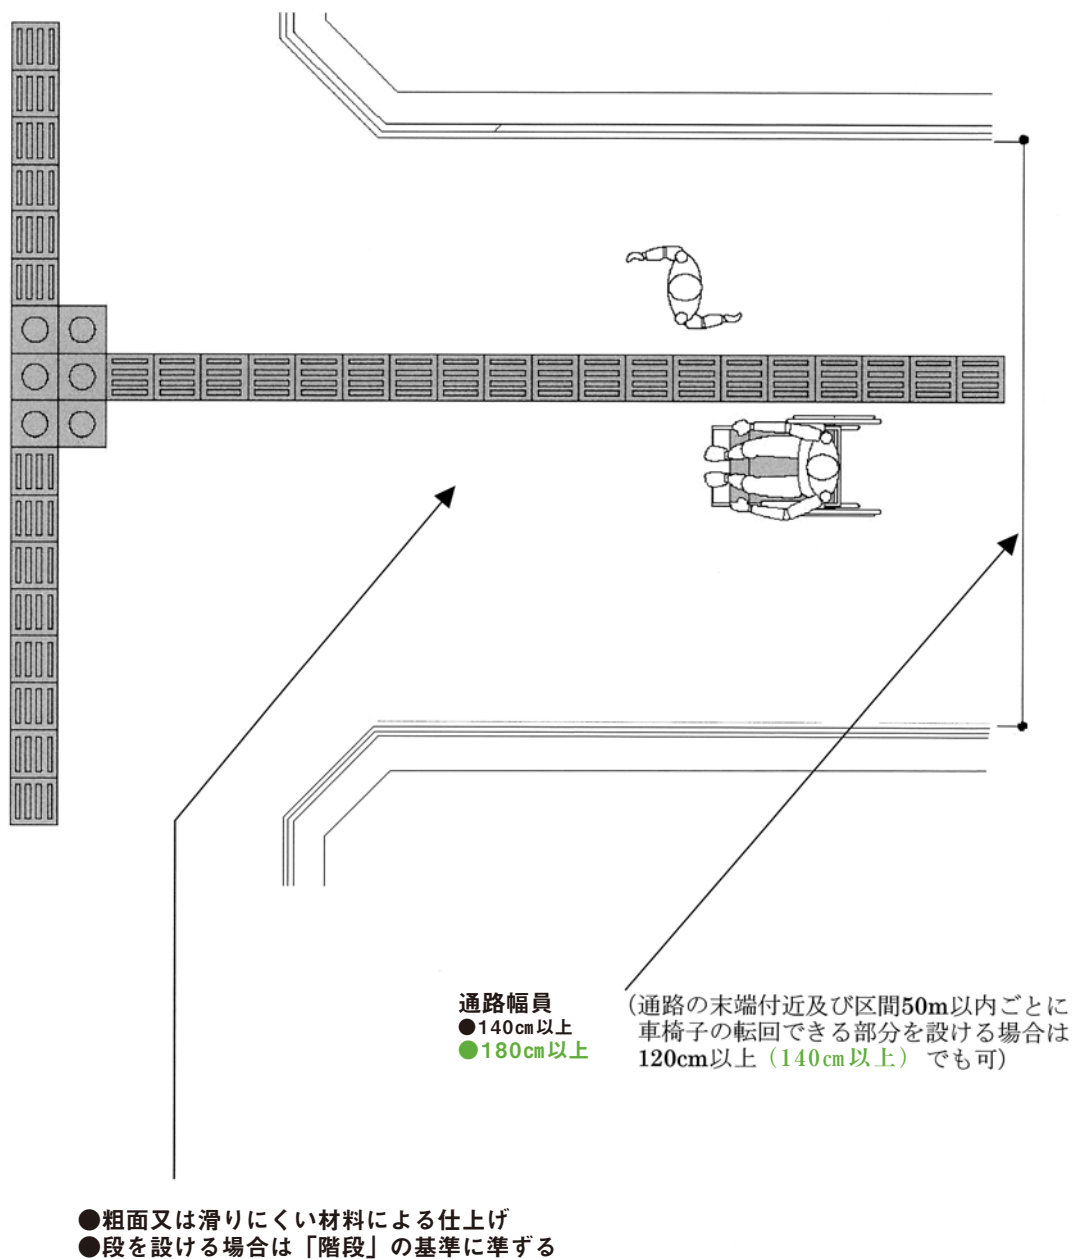 通路幅員
●140㎝以上
●180㎝以上
(通路の末端付近及び区間50m以内ごとに
車椅子の転回できる部分を設ける場合は
120cm以上(140㎝以上)でも可)
●粗面又は滑りにくい材料による仕上げ
●段を設ける場合は「階段」の基準に準ずる